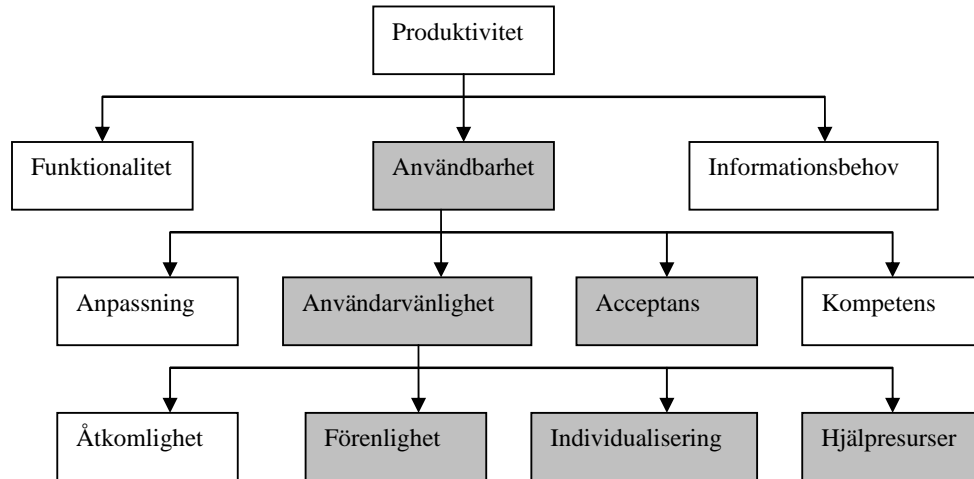 Produktivitet
Funktionalitet
Användbarhet
Informationsbehov
Anpassning
Användarvänlighet
Acceptans
Kompetens
Åtkomlighet
Förenlighet
Individualisering
Hjälpresurser